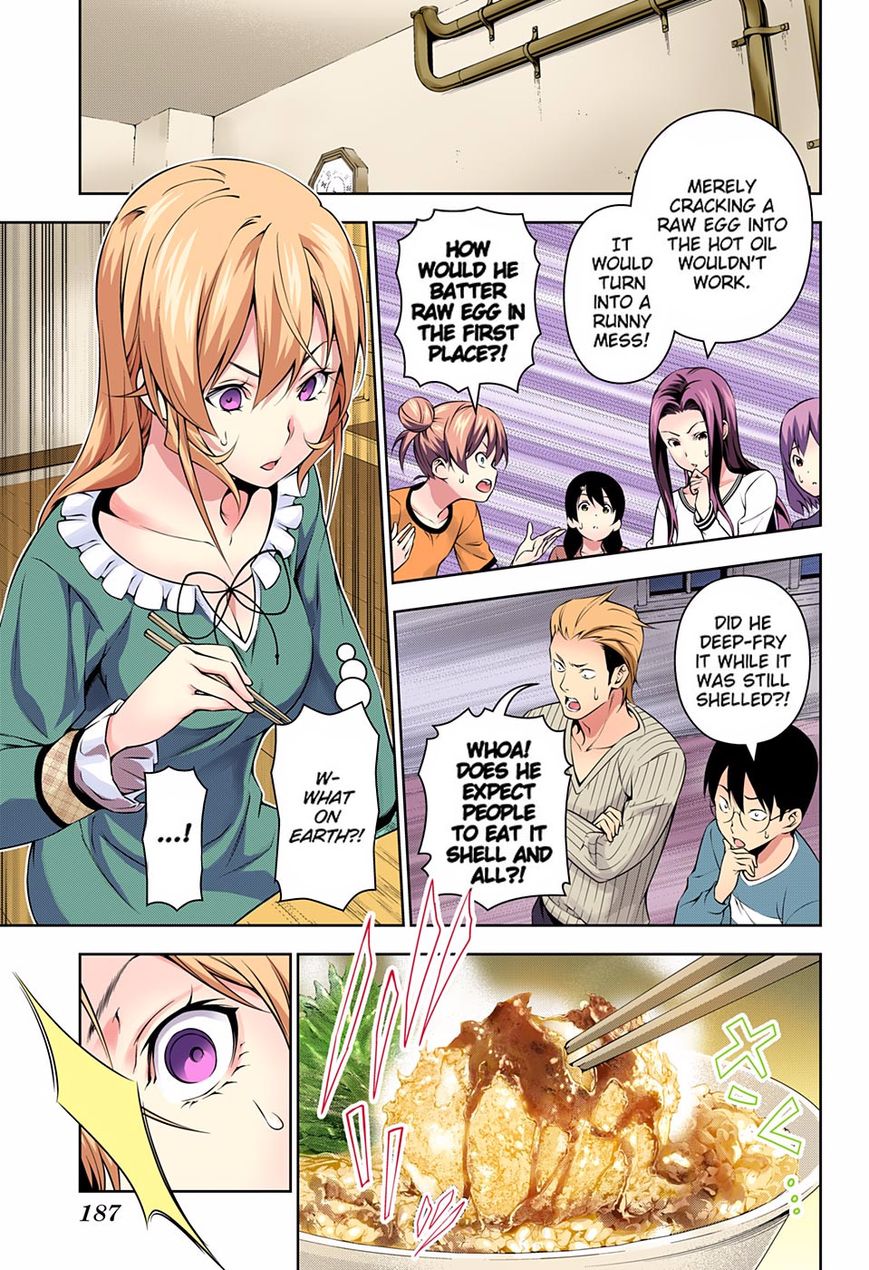 MERELY
CRACKING A
RAW EGG INTO
THE HOT OIL
WOULDN'T
WORK.
IT
WOULD
TURN
INTO A
RUNNY
MESS!
HOW
WOULD HE
BATTER
RAW EGG IN
THE FIRST
PLACE?!
DID HE
DEEP-FRY
IT WHILE IT
WAS STILL
SHELLED?!
WHOA!
DOES HE
EXPECT
PEOPLE
TO EAT IT
SHELL AND
ALL?!
W-
WHAT
ON
EARTH?!
...!
187